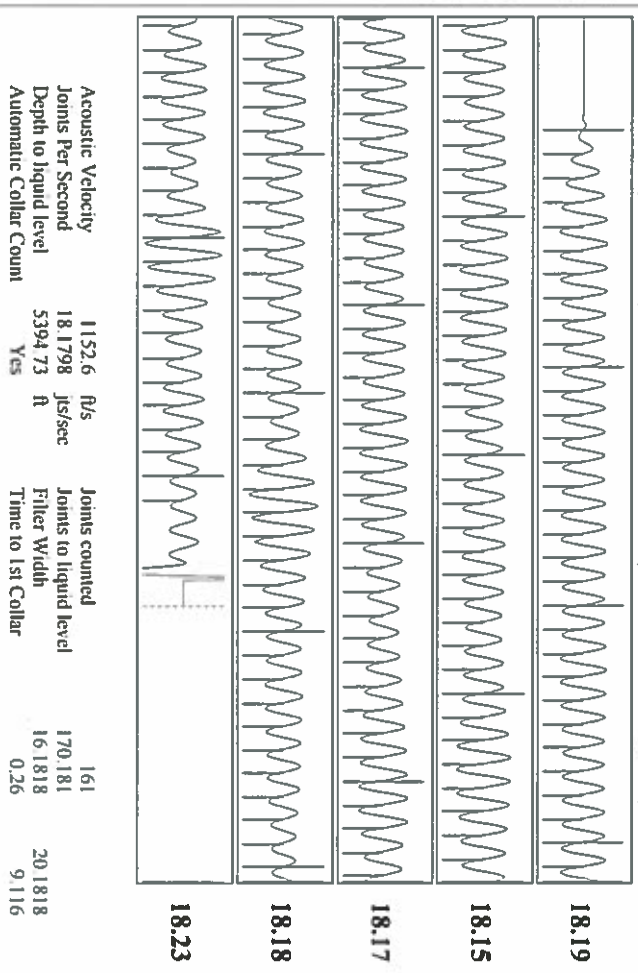 18.19
18.15
18.17
18.18
18.23
Acoustic Velocity 1152.6 ft/s Joints counted 161
Joints Per Second 18.1798 jts/sec Joints to liquid level 170.181
Depth to liquid level 5394.73 ft Filter Width 16.1818 20.1818
Automatic Collar Count Yes Time to 1st Collar 0.26 9.116